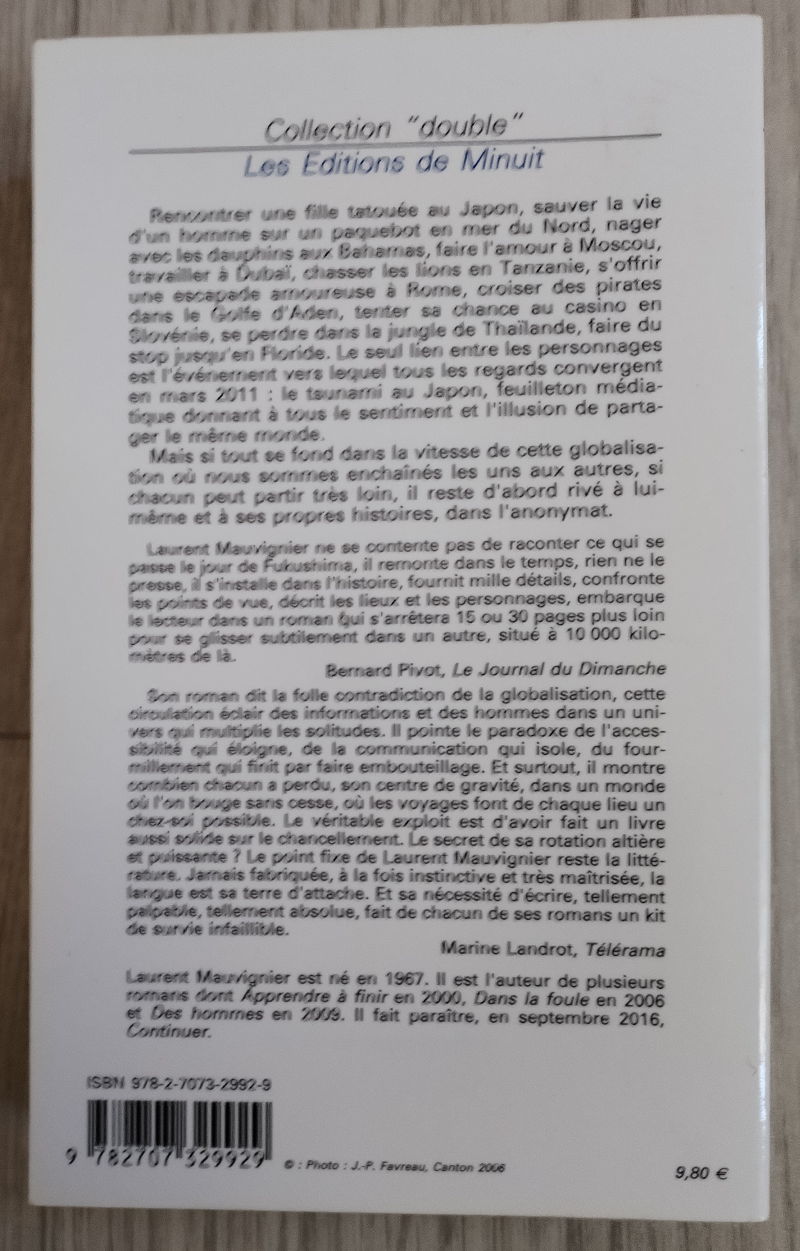 Collection "double"
Les Editions de Minuit
Rencontrer une fille tatouée au Japon, sauver la vie
d'un homme sur un paquebot en mer du Nord, nager
avec les dauphins aux Bahamas, faire l'amour à Moscou,
travailler à Dubaï, chasser les lions en Tanzanie, s'offrir
une escapade amoureuse à Rome, croiser des pirates
dans le Golfe d'Aden, tenter sa chance au casino en
Slovénie, se perdre dans la jungle de Thaïlande, faire du
stop jusqu'en Floride. Le seul lien entre les personnages
est l'événement vers lequel tous les regards convergent
en mars 2011 : le tsunami au Japon, feuilleton média-
tique donnant à tous le sentiment et l'illusion de parta-
ger le même monde.
Mais si tout se fond dans la vitesse de cette globalisa-
tion où nous sommes enchaînés les uns aux autres, si
chacun peut partir très loin, il reste d'abord rivé à lui-
même et à ses propres histoires, dans l'anonymat.
Laurent Mauvignier ne se contente pas de raconter ce qui se
passe le jour de Fukushima, il remonte dans le temps, rien ne le
presse, il s'installe dans l'histoire, fournit mille détails, confronte
les points de vue, décrit les lieux et les personnages, embarque
le lecteur dans un roman qui s'arrêtera 15 ou 30 pages plus loin
pour se glisser subtilement dans un autre, situé à 10 000 kilo-
mètres de là.
Bernard Pivot, Le Journal du Dimanche
Son roman dit la folle contradiction de la globalisation, cette
circulation éclair des informations et des hommes dans un uni-
vers qui multiplie les solitudes. Il pointe le paradoxe de l'acces-
sibilité qui éloigne, de la communication qui isole, du four-
millement qui finit par faire embouteillage. Et surtout, il montre
combien chacun a perdu, son centre de gravité, dans un monde
où l'on bouge sans cesse, où les voyages font de chaque lieu un
chez-soi possible. Le véritable exploit est d'avoir fait un livre
aussi solide sur le chancellement. Le secret de sa rotation altière
et puissante ? Le point fixe de Laurent Mauvignier reste la litté-
rature. Jamais fabriquée, à la fois instinctive et très maîtrisée, la
langue est sa terre d'attache. Et sa nécessité d'écrire, tellement
palpable, tellement absolue, fait de chacun de ses romans un kit
de survie infaillible.
Marine Landrot, Télérama
Laurent Mauvignier est né en 1967. Il est l'auteur de plusieurs
romans dont Apprendre à finir en 2000, Dans la foule en 2006
et Des hommes en 2009. Il fait paraître, en septembre 2016,
Continuer.
ISBN 978-2-7073-2992-9
9 782707 329929
© : Photo : J.-P. Favreau, Canton 2006
9,80 €